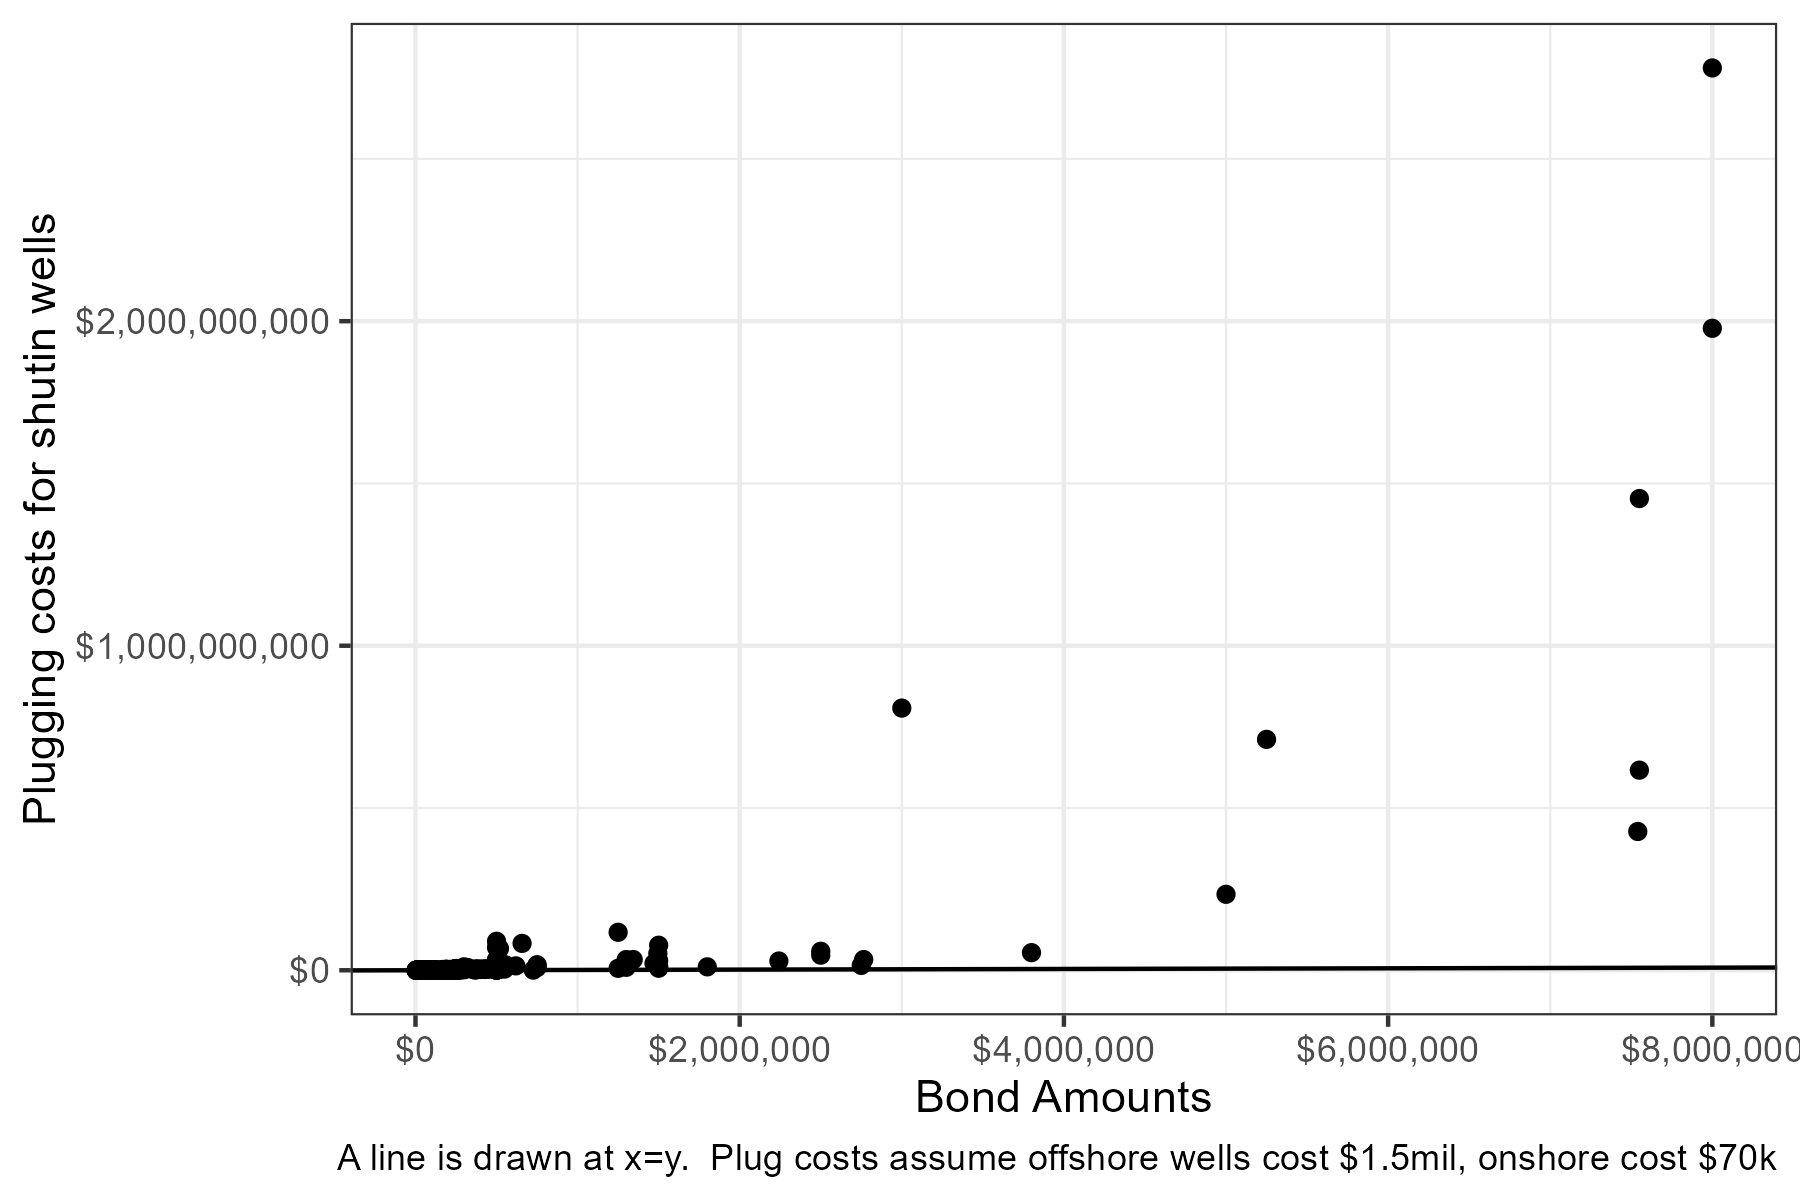 Plugging costs for shutin wells
$2,000,000,000
$1,000,000,000
$0
$0 $2,000,000 $4,000,000 $6,000,000 $8,000,000
Bond Amounts
A line is drawn at x=y.  Plug costs assume offshore wells cost $1.5mil, onshore cost $70k